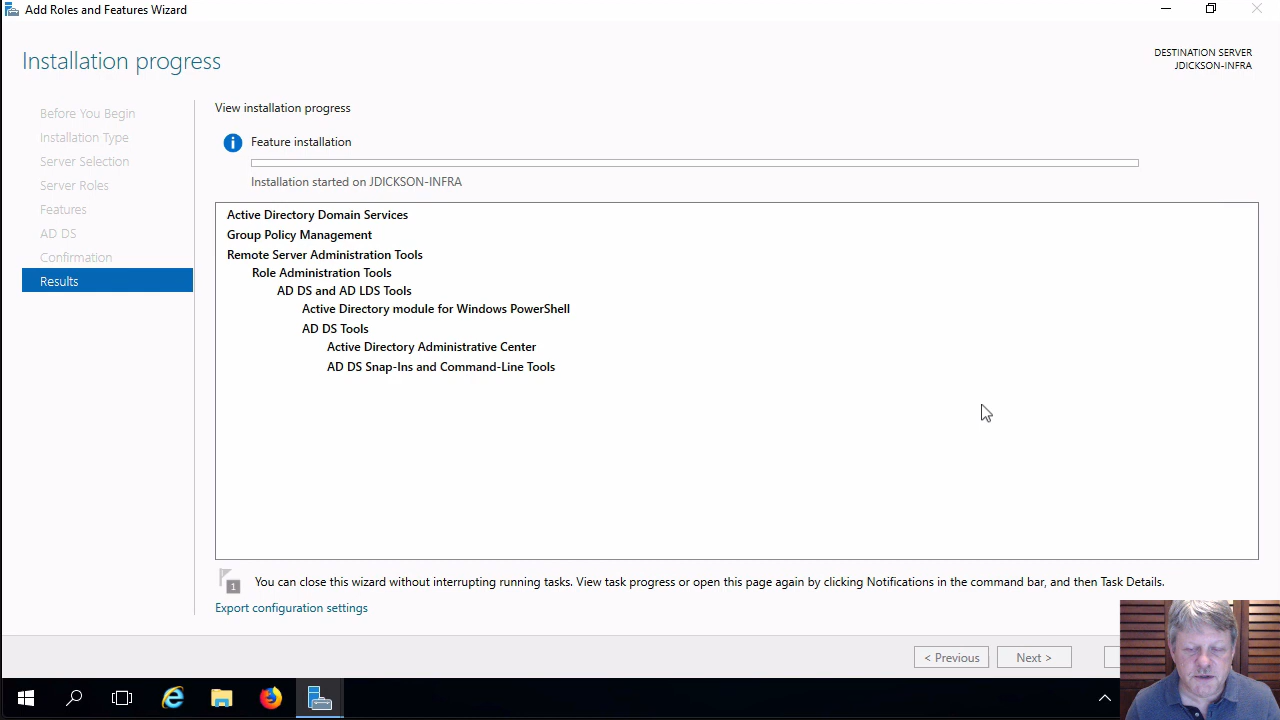 Add Roles and Features Wizard
Installation progress
DESTINATION SERVER
JDICKSON-INFRA
Before You Begin
Installation Type
Server Selection
Server Roles
Features
AD DS
Confirmation
Results
View installation progress
Feature installation
Installation started on JDICKSON-INFRA
Active Directory Domain Services
Group Policy Management
Remote Server Administration Tools
Role Administration Tools
AD DS and AD LDS Tools
Active Directory module for Windows PowerShell
AD DS Tools
Active Directory Administrative Center
AD DS Snap-Ins and Command-Line Tools
1
You can close this wizard without interrupting running tasks. View task progress or open this page again by clicking Notifications in the command bar, and then Task Details.
Export configuration settings
< Previous
Next >